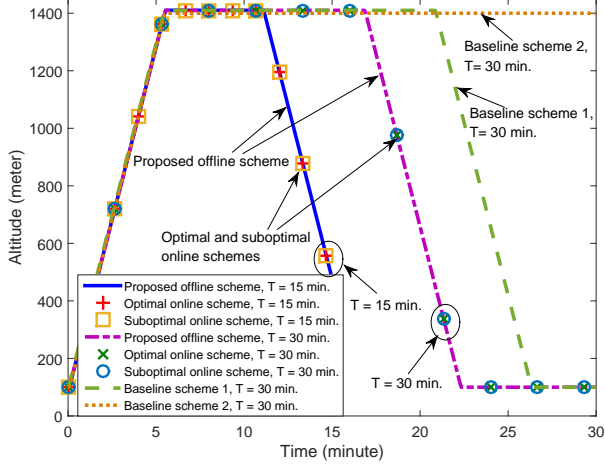 1400
1200
1000
800
600
400
200
0
Altitude (meter)
0
5
10
15
20
25
30
Time (minute)
Baseline scheme 2,
T= 30 min.
Baseline scheme 1,
T= 30 min.
Proposed offline scheme
Optimal and suboptimal
online schemes
T = 15 min.
T = 30 min.
Proposed offline scheme, T = 15 min.
Optimal online scheme, T = 15 min.
Suboptimal online scheme, T = 15 min.
Proposed offline scheme, T = 30 min.
Optimal online scheme, T = 30 min.
Suboptimal online scheme, T = 30 min.
Baseline scheme 1, T = 30 min.
Baseline scheme 2, T = 30 min.